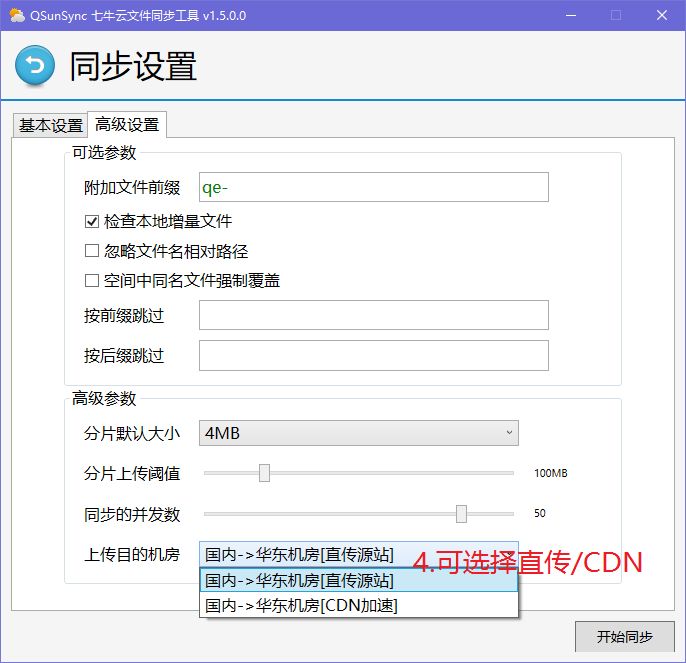 QSunSync 七牛云文件同步工具 v1.5.0.0
同步设置
基本设置 高级设置
可选参数
附加文件前缀 qe-
检查本地增量文件
忽略文件名相对路径
空间中同名文件强制覆盖
按前缀跳过
按后缀跳过
高级参数
分片默认大小 4MB
分片上传阈值 100MB
同步的并发数 50
上传目的机房 国内->华东机房[直传源站] 4.可选择直传/CDN
国内->华东机房[直传源站]
国内->华东机房[CDN加速]
开始同步